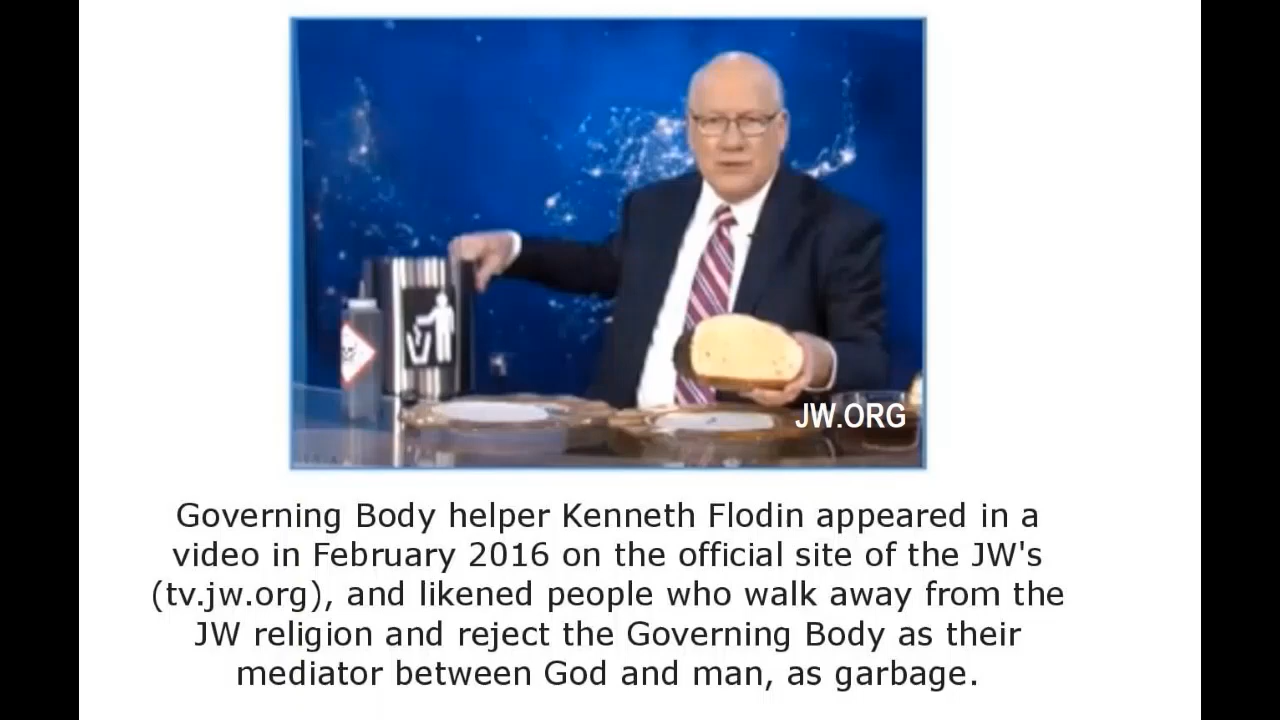 JW.ORG
Governing Body helper Kenneth Flodin appeared in a
video in February 2016 on the official site of the JW's
(tv.jw.org), and likened people who walk away from the
JW religion and reject the Governing Body as their
mediator between God and man, as garbage.